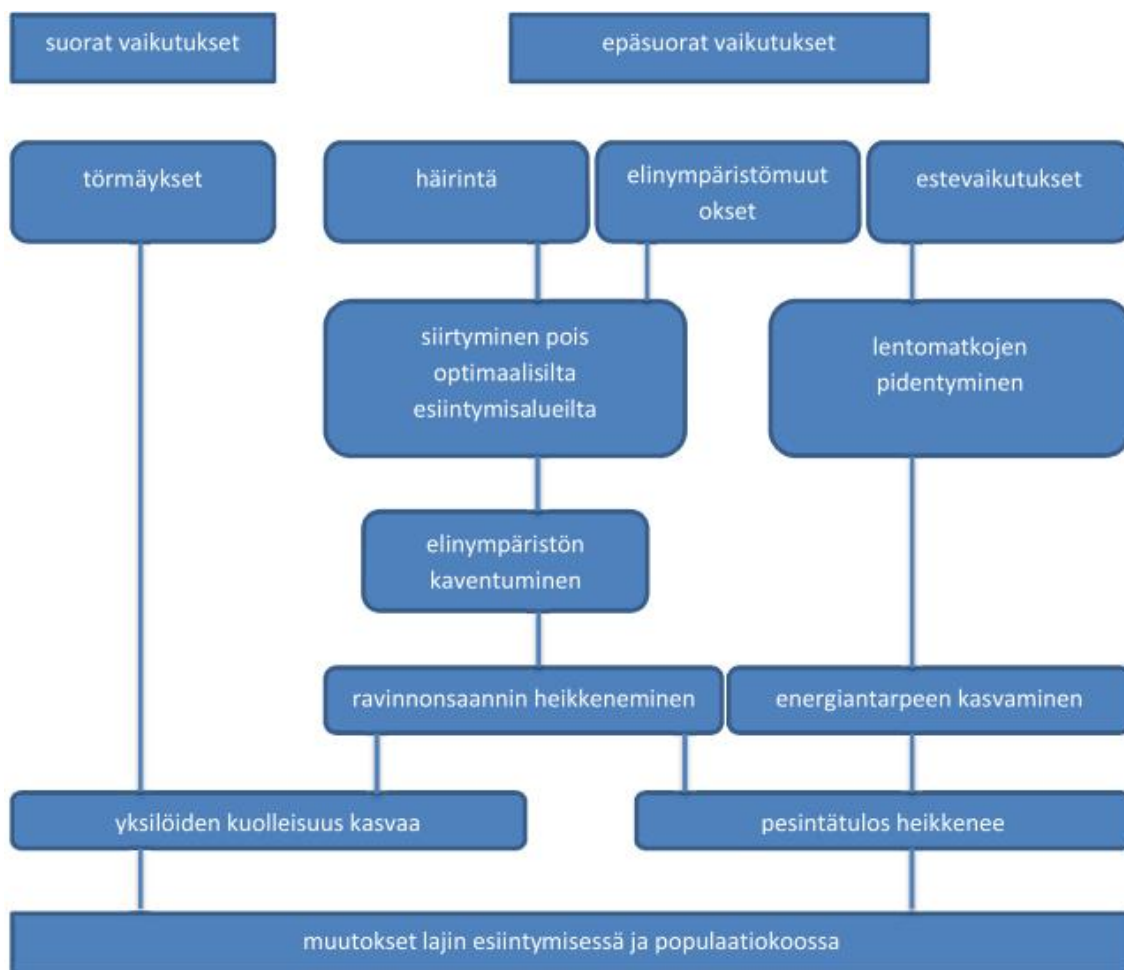 suorat vaikutukset
epäsuorat vaikutukset
törmäykset
häirintä
elinympäristömuut
okset
estevaikutukset
siirtyminen pois
optimaalisilta
esiintymisalueilta
lentomatkojen
pidentyminen
elinympäristön
kaventuminen
ravinnonsaannin heikkeneminen
energiantarpeen kasvaminen
yksilöiden kuolleisuus kasvaa
pesintätulos heikkenee
muutokset lajin esiintymisessä ja populaatiokoossa